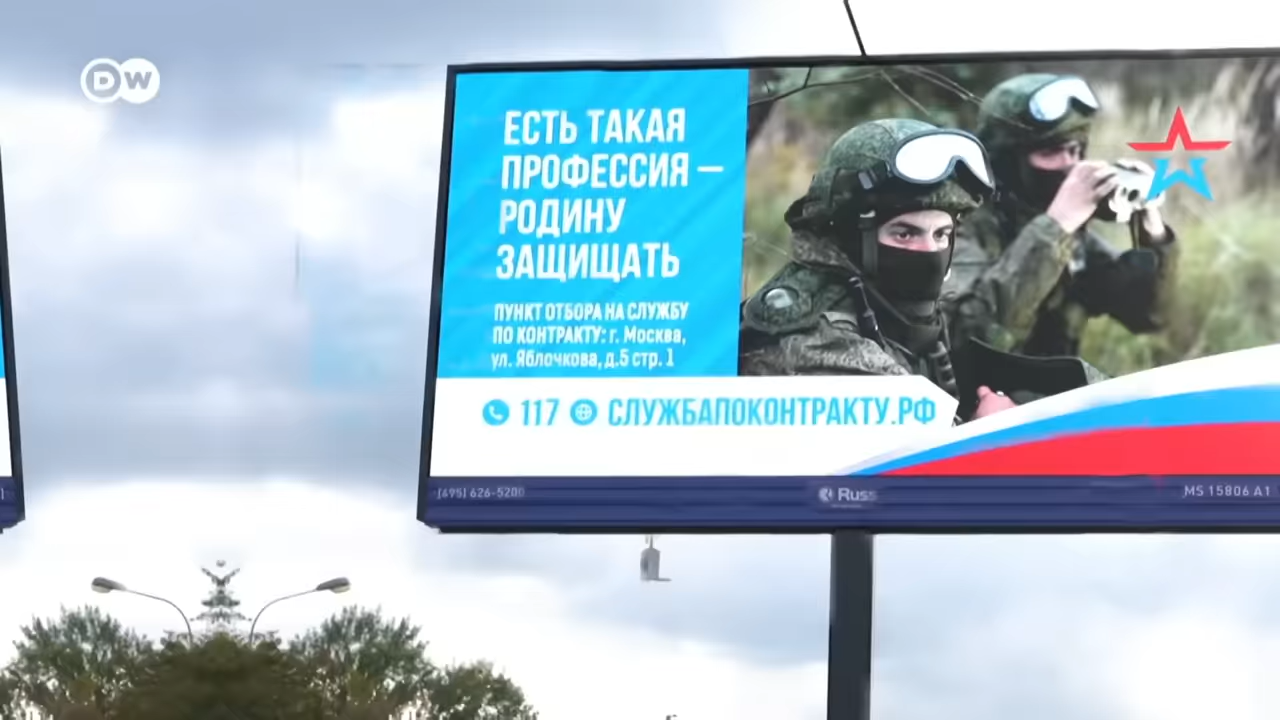 DW
ЕСТЬ ТАКАЯ
ПРОФЕССИЯ –
РОДИНУ
ЗАЩИЩАТЬ
ПУНКТ ОТБОРА НА СЛУЖБУ
ПО КОНТРАКТУ: г. Москва,
ул. Яблочкова, д.5 стр. 1
117 СЛУЖБАПОКОНТРАКТУ.РФ
(495) 626-5200
Russ
MS 15806 A1